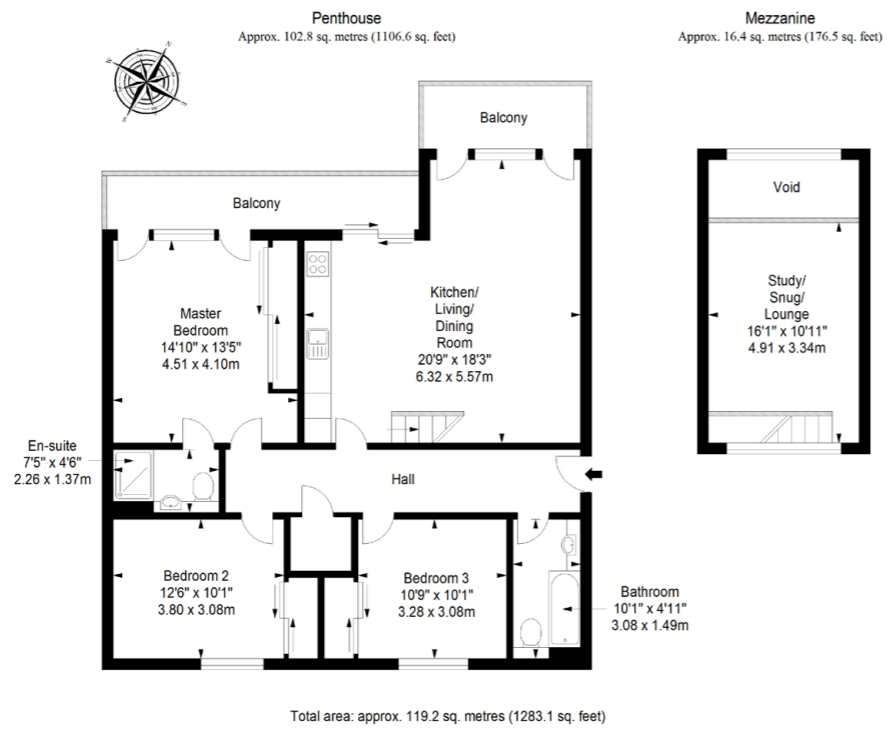 Penthouse
Approx. 102.8 sq. metres (1106.6 sq. feet)
Mezzanine
Approx. 16.4 sq. metres (176.5 sq. feet)
N
W
E
S
Balcony
Balcony
Void
Master
Bedroom
14'10" x 13'5"
4.51 x 4.10m
Kitchen/
Living/
Dining
Room
20'9" x 18'3"
6.32 x 5.57m
Study/
Snug/
Lounge
16'1" x 10'11"
4.91 x 3.34m
En-suite
7'5" x 4'6"
2.26 x 1.37m
Hall
Bedroom 2
12'6" x 10'1"
3.80 x 3.08m
Bedroom 3
10'9" x 10'1"
3.28 x 3.08m
Bathroom
10'1" x 4'11"
3.08 x 1.49m
Total area: approx. 119.2 sq. metres (1283.1 sq. feet)